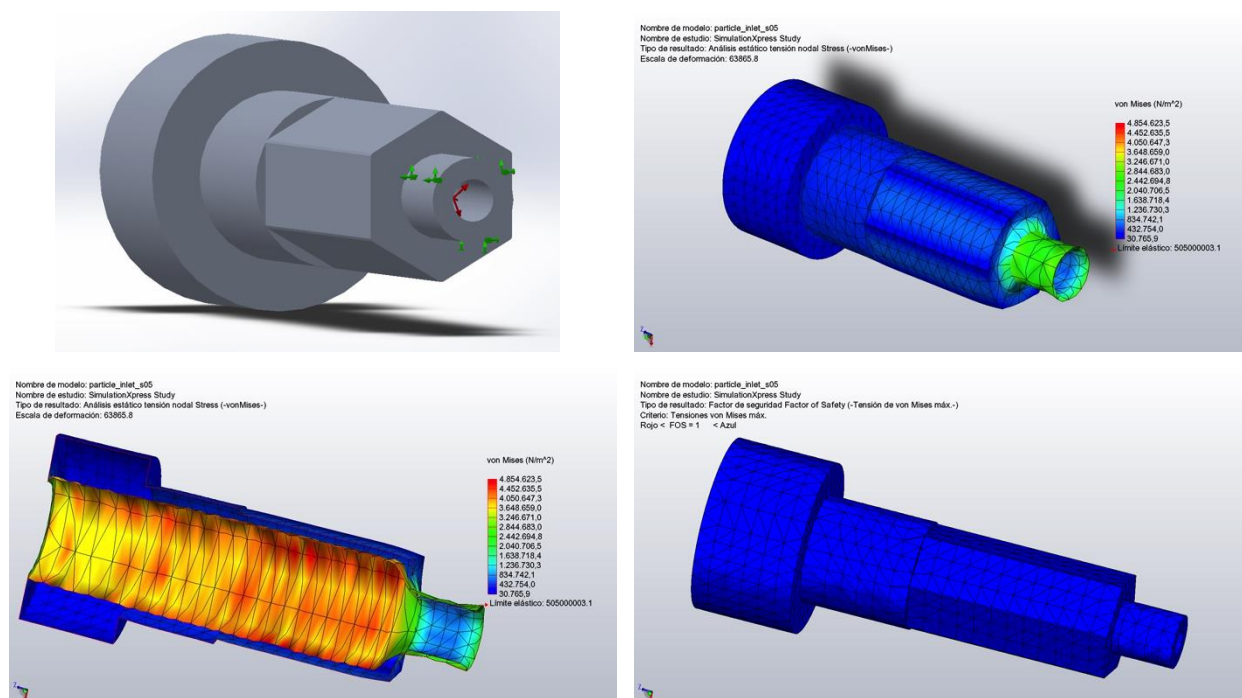 Nombre de modelo: particle_inlet_s05
Nombre de estudio: SimulationXpress Study
Tipo de resultado: Análisis estático tensión nodal Stress (-vonMises-)
Escala de deformación: 63865.8
von Mises (N/m^2)
4.854.623,5
4.452.635,5
4.050.647,3
3.648.659,0
3.246.671,0
2.844.683,0
2.442.694,8
2.040.706,5
1.638.718,4
1.236.730,3
834.742,1
432.754,0
30.765,9
Límite elástico: 505000003.1
Z
Nombre de modelo: particle_inlet_s05
Nombre de estudio: SimulationXpress Study
Tipo de resultado: Análisis estático tensión nodal Stress (-vonMises-)
Escala de deformación: 63865.8
von Mises (N/m^2)
4.854.623,5
4.452.635,5
4.050.647,3
3.648.659,0
3.246.671,0
2.844.683,0
2.442.694,8
2.040.706,5
1.638.718,4
834.742,1
432.754,0
30.765,9
Límite elástico: 505000003.1
Z
Nombre de modelo: particle_inlet_s05
Nombre de estudio: SimulationXpress Study
Tipo de resultado: Factor de seguridad Factor of Safety (-Tensión de von Mises máx.-)
Criterio: Tensiones von Mises máx.
Rojo < FOS = 1 < Azul
Z